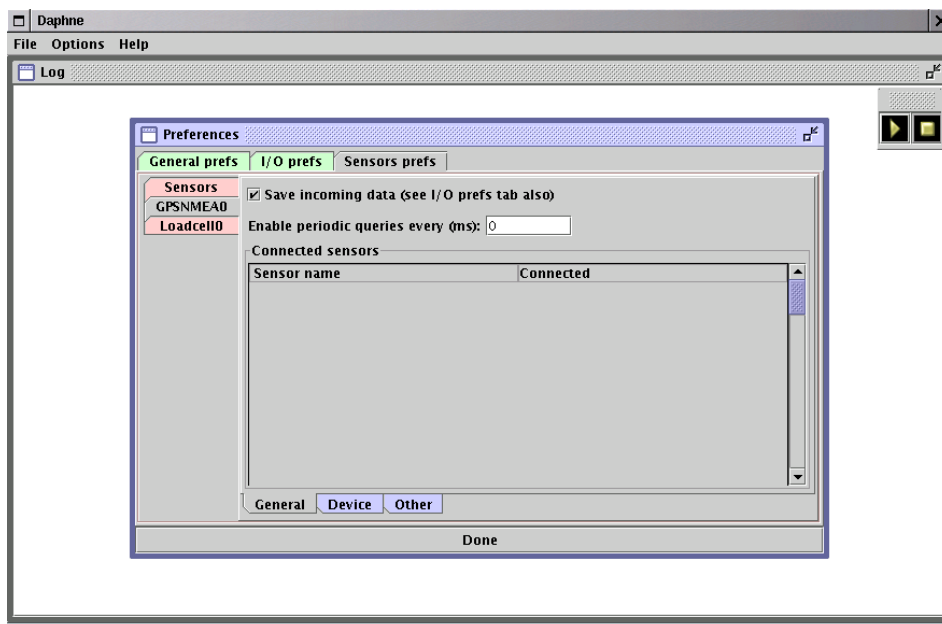 Daphne
File Options Help
Log
Preferences
General prefs I/O prefs Sensors prefs
Sensors
GPSNMEA0
Loadcell0
Save incoming data (see I/O prefs tab also)
Enable periodic queries every (ms): 0
Connected sensors
Sensor name Connected
General Device Other
Done